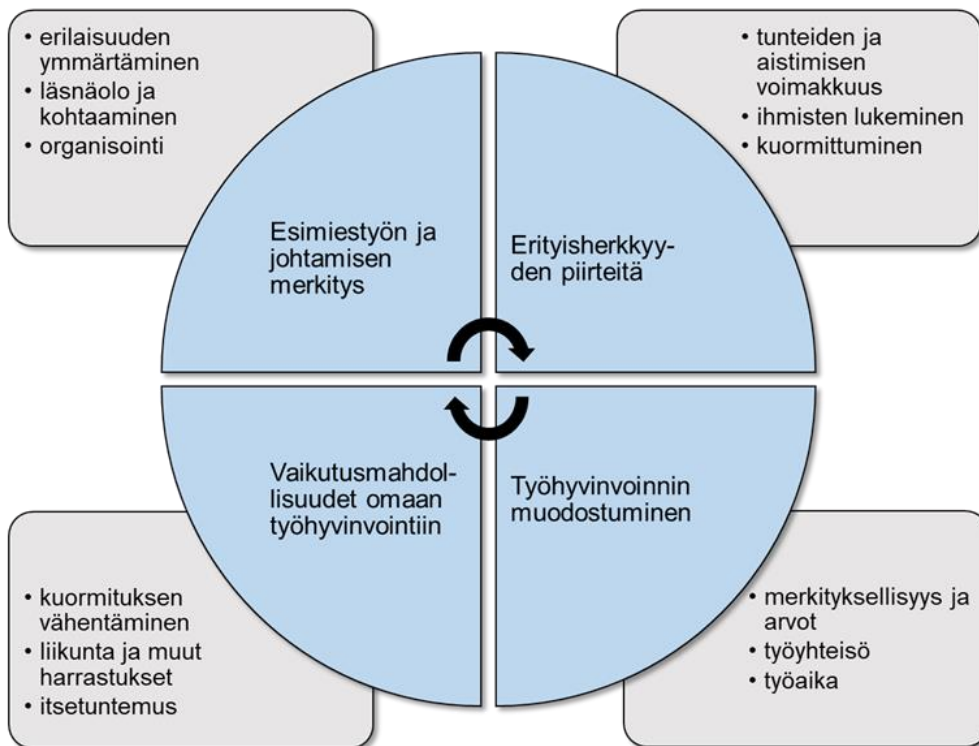 • erilaisuuden
ymmärtäminen
• läsnäolo ja
kohtaaminen
• organisointi
• tunteiden ja
aistimisen
voimakkuus
• ihmisten lukeminen
• kuormittuminen
Esimiestyön ja
johtamisen
merkitys
Erityisherkkyy-
den piirteitä
Vaikutusmahdol-
lisuudet omaan
työhyvinvointiin
Työhyvinvoinnin
muodostuminen
• kuormituksen
vähentäminen
• liikunta ja muut
harrastukset
• itsetuntemus
• merkityksellisyys ja
arvot
• työyhteisö
• työaika